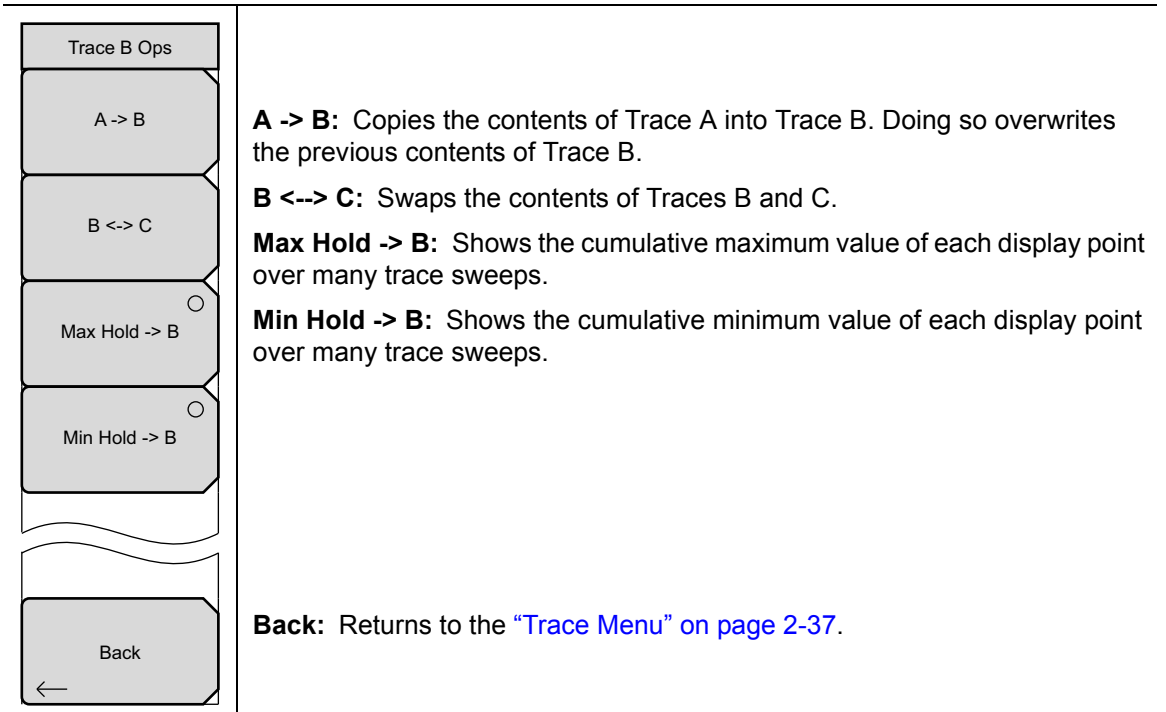 Trace B Ops
A -> B
B <-> C
Max Hold -> B
Min Hold -> B
Back
A -> B: Copies the contents of Trace A into Trace B. Doing so overwrites
the previous contents of Trace B.
B <--> C: Swaps the contents of Traces B and C.
Max Hold -> B: Shows the cumulative maximum value of each display point
over many trace sweeps.
Min Hold -> B: Shows the cumulative minimum value of each display point
over many trace sweeps.
Back: Returns to the “Trace Menu” on page 2-37.